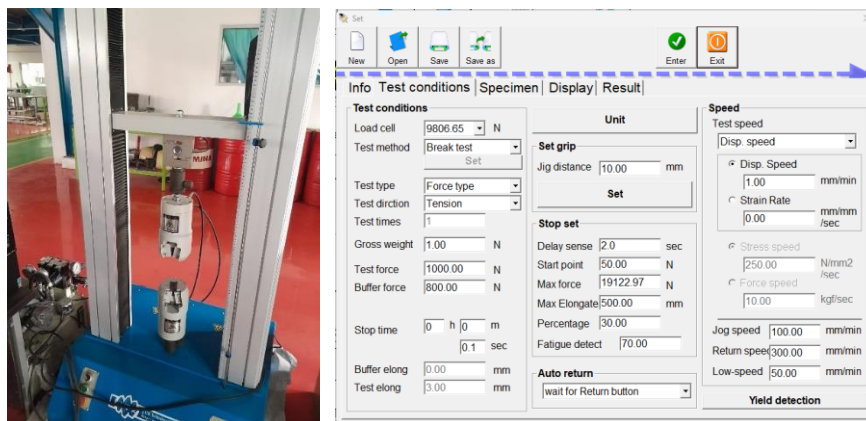 Set
New Open Save Save as Enter Exit
Info Test conditions Specimen Display Result
Test conditions
Load cell 9806.65 N
Test method Break test
Set
Test type Force type
Test dirction Tension
Test times 1
Gross weight 1.00 N
Test force 1000.00 N
Buffer force 800.00 N
Stop time 0 h 0 m
0.1 sec
Buffer elong 0.00 mm
Test elong 3.00 mm
Unit
Set grip
Jig distance 10.00 mm
Set
Stop set
Delay sense 2.0 sec
Start point 50.00 N
Max force 19122.97 N
Max Elongate 500.00 mm
Percentage 30.00
Fatigue detect 70.00
Auto return
wait for Return button
Speed
Test speed
Disp. speed
Disp. Speed
1.00 mm/min
Strain Rate
0.00 mm/mm
/sec
Stress speed
250.00 N/mm2
/sec
Force speed
10.00 kgf/sec
Jog speed 100.00 mm/min
Return speed 300.00 mm/min
Low-speed 50.00 mm/min
Yield detection